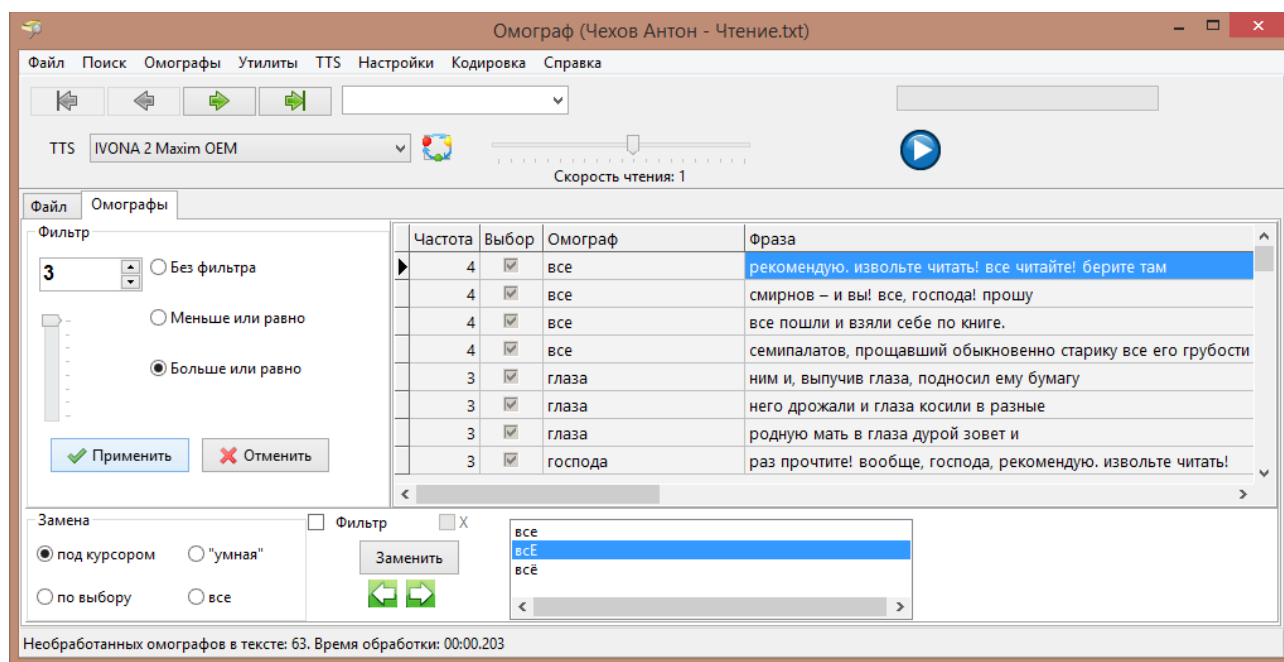 Омограф (Чехов Антон - Чтение.txt)
Файл Поиск Омографы Утилиты TTS Настройки Кодировка Справка
TTS IVONA 2 Maxim OEM
Скорость чтения: 1
Файл Омографы
Фильтр
3
Без фильтра
Меньше или равно
Больше или равно
Применить Отменить
Частота Выбор Омограф Фраза
4 все рекомендую. извольте читать! все читайте! берите там
4 все смирнов – и вы! все, господа! прошу
4 все все пошли и взяли себе по книге.
4 все семипалатов, прощавший обыкновенно старику все его грубости
3 глаза ним и, выпучив глаза, подносил ему бумагу
3 глаза него дрожали и глаза косили в разные
3 глаза родную мать в глаза дурой зовет и
3 господа раз прочтите! вообще, господа, рекомендую. извольте читать!
Замена
под курсором "умная"
по выбору все
Фильтр X
Заменить
все
всЕ
всё
Необработанных омографов в тексте: 63. Время обработки: 00:00.203